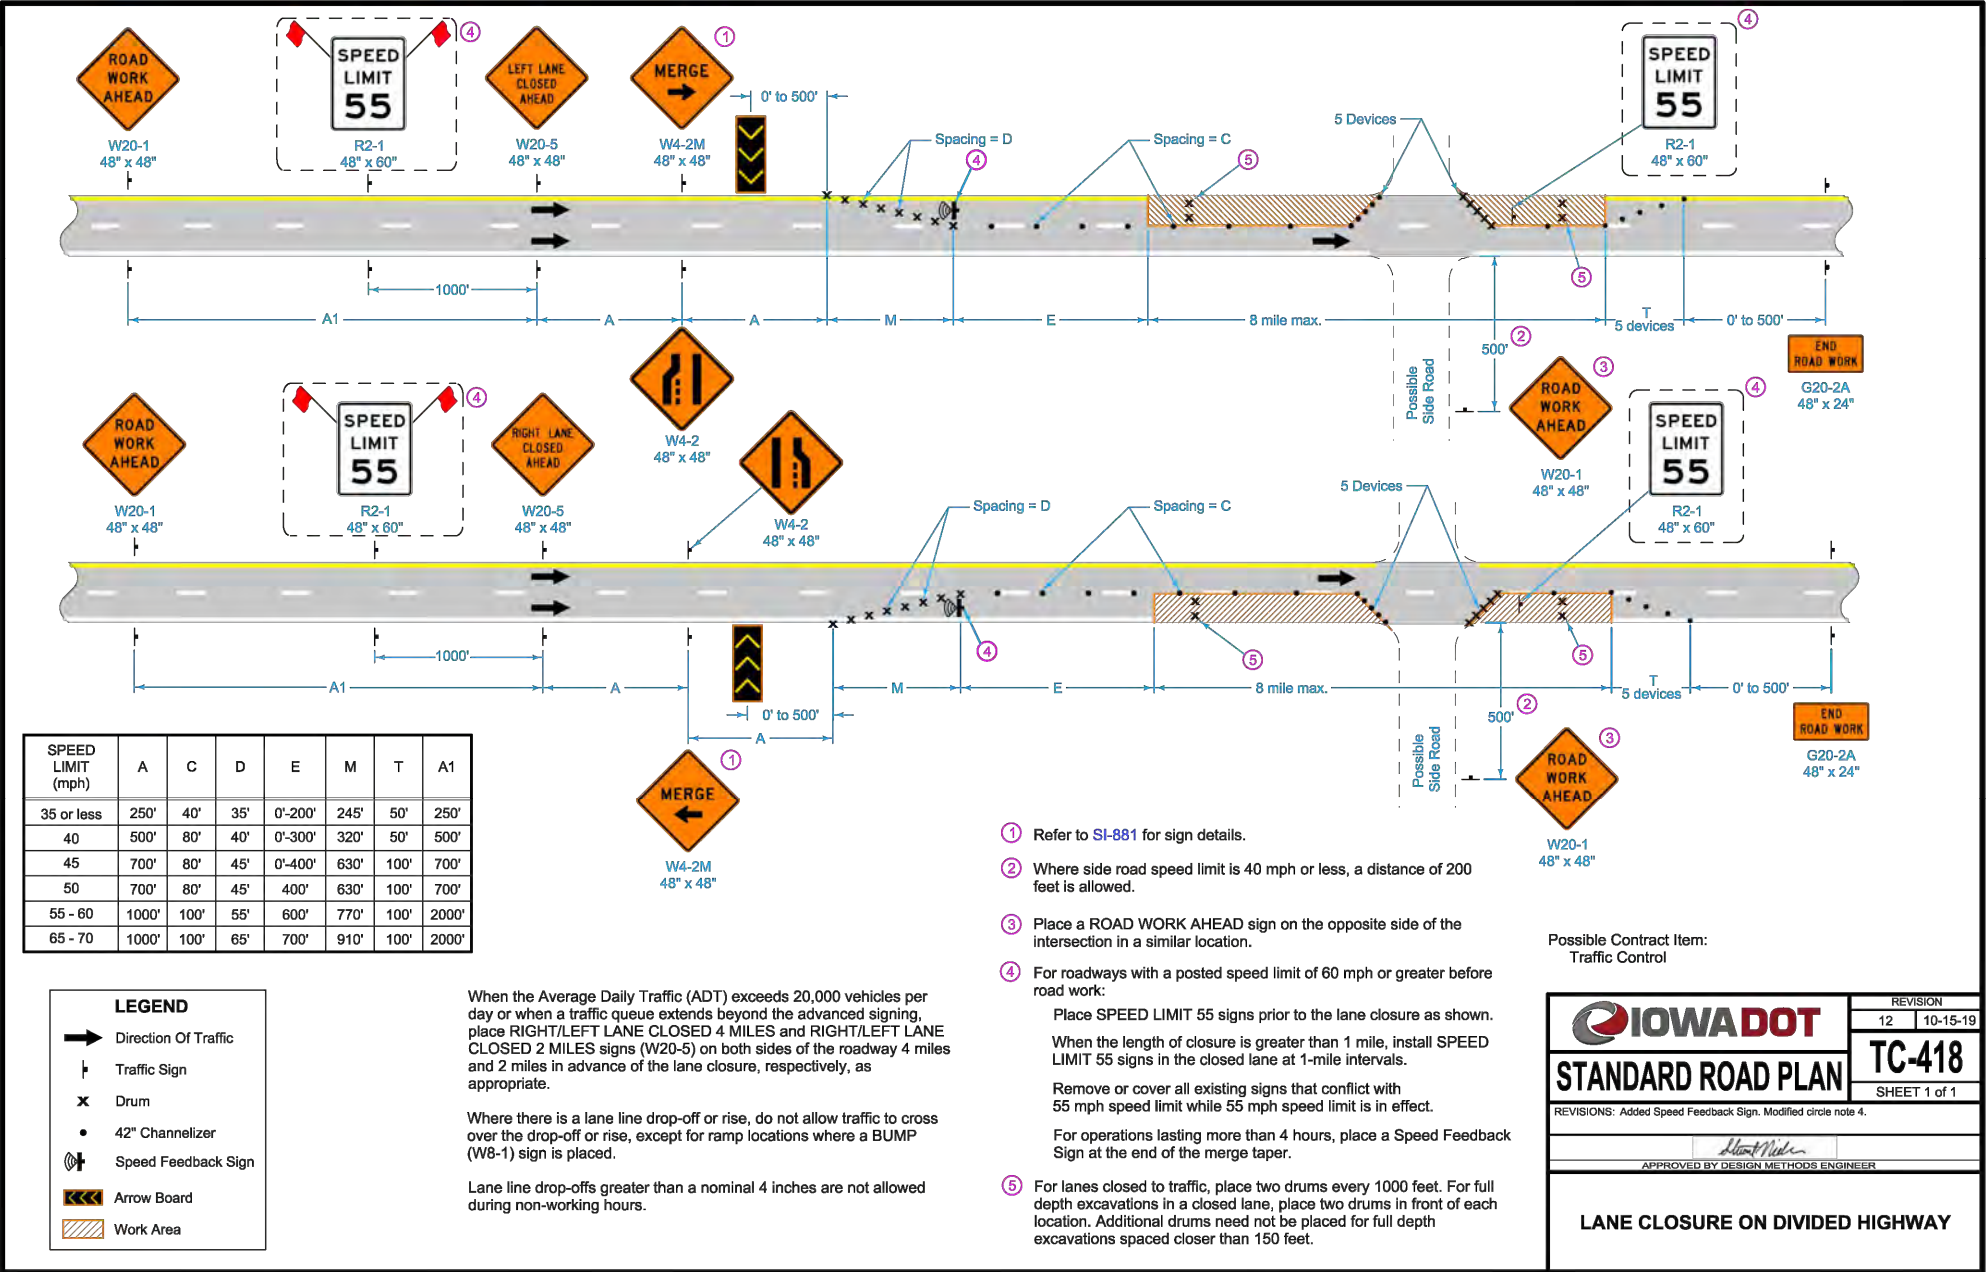 ROAD
WORK
AHEAD
W20-1
48" x 48"
SPEED
LIMIT
55
R2-1
48" x 60"
4
LEFT LANE
CLOSED
AHEAD
W20-5
48" x 48"
MERGE
W4-2M
48" x 48"
1
0' to 500'
Spacing = D
4
Spacing = C
5
5 Devices
SPEED
LIMIT
55
R2-1
48" x 60"
4
5
1000'
A1
A
A
M
E
8 mile max.
T
5 devices
0' to 500'
500'
2
Possible
Side Road
ROAD
WORK
AHEAD
W20-1
48" x 48"
3
END
ROAD WORK
G20-2A
48" x 24"
W4-2
48" x 48"
ROAD
WORK
AHEAD
W20-1
48" x 48"
SPEED
LIMIT
55
R2-1
48" x 60"
4
RIGHT LANE
CLOSED
AHEAD
W20-5
48" x 48"
W4-2
48" x 48"
Spacing = D
Spacing = C
5 Devices
SPEED
LIMIT
55
R2-1
48" x 60"
4
4
5
5
1000'
A1
A
M
E
8 mile max.
T
5 devices
0' to 500'
0' to 500'
A
500'
2
Possible
Side Road
MERGE
W4-2M
48" x 48"
1
ROAD
WORK
AHEAD
W20-1
48" x 48"
3
END
ROAD WORK
G20-2A
48" x 24"
SPEED
LIMIT
(mph)
A C D E M T A1
35 or less 250' 40' 35' 0'-200' 245' 50' 250'
40 500' 80' 40' 0'-300' 320' 50' 500'
45 700' 80' 45' 0'-400' 630' 100' 700'
50 700' 80' 45' 400' 630' 100' 700'
55 - 60 1000' 100' 55' 600' 770' 100' 2000'
65 - 70 1000' 100' 65' 700' 910' 100' 2000'
LEGEND
Direction Of Traffic
Traffic Sign
Drum
42" Channelizer
Speed Feedback Sign
Arrow Board
Work Area
When the Average Daily Traffic (ADT) exceeds 20,000 vehicles per
day or when a traffic queue extends beyond the advanced signing,
place RIGHT/LEFT LANE CLOSED 4 MILES and RIGHT/LEFT LANE
CLOSED 2 MILES signs (W20-5) on both sides of the roadway 4 miles
and 2 miles in advance of the lane closure, respectively, as
appropriate.
Where there is a lane line drop-off or rise, do not allow traffic to cross
over the drop-off or rise, except for ramp locations where a BUMP
(W8-1) sign is placed.
Lane line drop-offs greater than a nominal 4 inches are not allowed
during non-working hours.
1 Refer to SI-881 for sign details.
2 Where side road speed limit is 40 mph or less, a distance of 200
feet is allowed.
3 Place a ROAD WORK AHEAD sign on the opposite side of the
intersection in a similar location.
4 For roadways with a posted speed limit of 60 mph or greater before
road work:
Place SPEED LIMIT 55 signs prior to the lane closure as shown.
When the length of closure is greater than 1 mile, install SPEED
LIMIT 55 signs in the closed lane at 1-mile intervals.
Remove or cover all existing signs that conflict with
55 mph speed limit while 55 mph speed limit is in effect.
For operations lasting more than 4 hours, place a Speed Feedback
Sign at the end of the merge taper.
5 For lanes closed to traffic, place two drums every 1000 feet. For full
depth excavations in a closed lane, place two drums in front of each
location. Additional drums need not be placed for full depth
excavations spaced closer than 150 feet.
Possible Contract Item:
Traffic Control
IOWADOT
STANDARD ROAD PLAN
REVISION
12 10-15-19
TC-418
SHEET 1 of 1
REVISIONS: Added Speed Feedback Sign. Modified circle note 4.
APPROVED BY DESIGN METHODS ENGINEER
LANE CLOSURE ON DIVIDED HIGHWAY